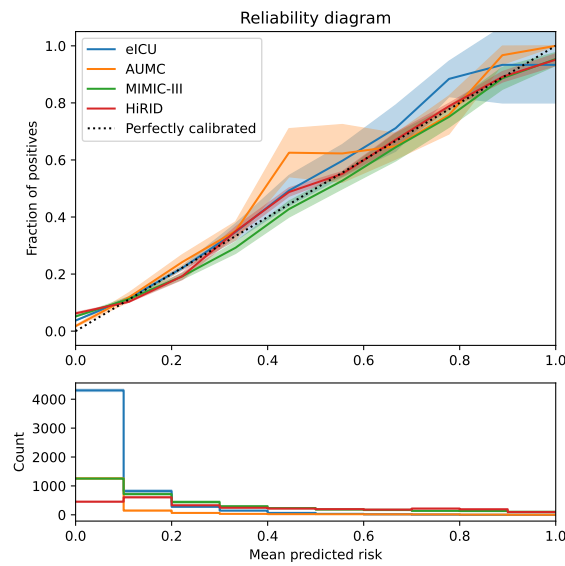 Reliability diagram
1.0
0.8
0.6
0.4
0.2
0.0
Fraction of positives
eICU
AUMC
MIMIC-III
HiRID
Perfectly calibrated
0.0 0.2 0.4 0.6 0.8 1.0
4000
3000
2000
1000
0
Count
0.0 0.2 0.4 0.6 0.8 1.0
Mean predicted risk